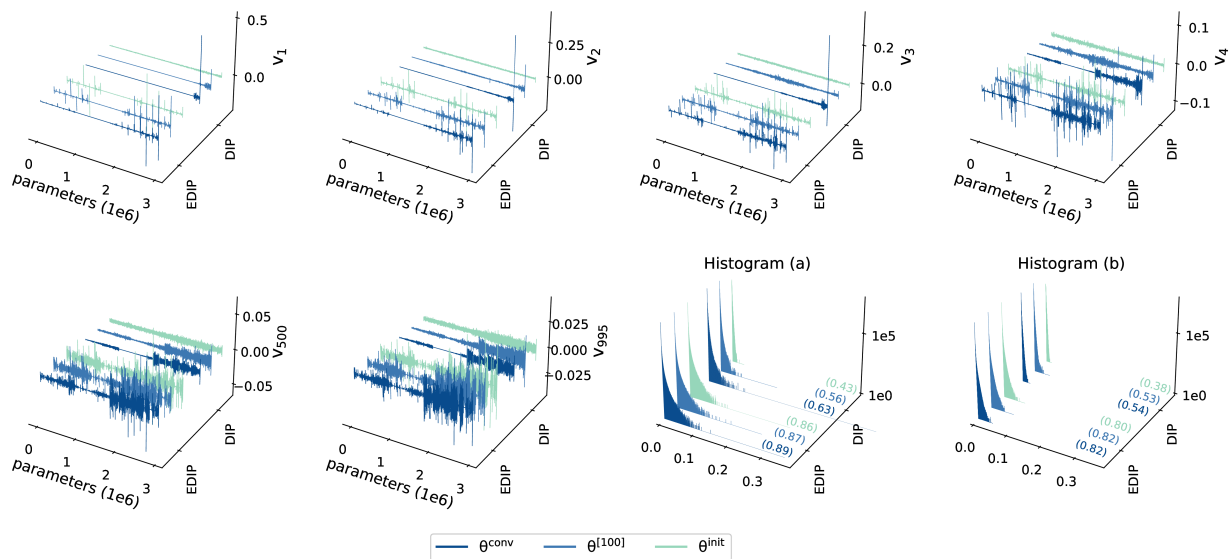 0.5
0.0
v1
0
1
2
3
parameters (1e6)
EDIP
DIP
0.25
0.00
v2
0
1
2
3
parameters (1e6)
EDIP
DIP
0.2
0.0
v3
0
1
2
3
parameters (1e6)
EDIP
DIP
0.1
0.0
−0.1
v4
0
1
2
3
parameters (1e6)
EDIP
DIP
0.05
0.00
−0.05
v500
0
1
2
3
parameters (1e6)
EDIP
DIP
0.025
0.000
−0.025
v995
0
1
2
3
parameters (1e6)
EDIP
DIP
Histogram (a)
1e5
1e0
(0.43)
(0.56)
(0.63)
(0.86)
(0.87)
(0.89)
0.0
0.1
0.2
0.3
EDIP
DIP
Histogram (b)
1e5
1e0
(0.38)
(0.53)
(0.54)
(0.80)
(0.82)
(0.82)
0.0
0.1
0.2
0.3
EDIP
DIP
θconv θ[100] θinit